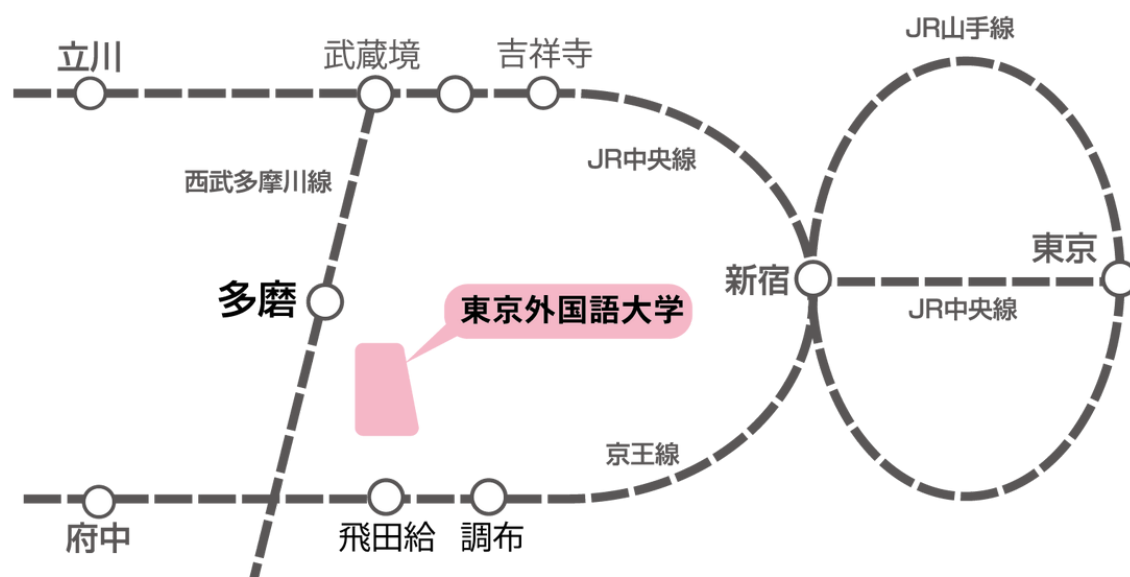 JR山手線
立川
武蔵境
吉祥寺
JR中央線
西武多摩川線
東京
新宿
多磨
東京外国語大学
JR中央線
京王線
府中
飛田給
調布